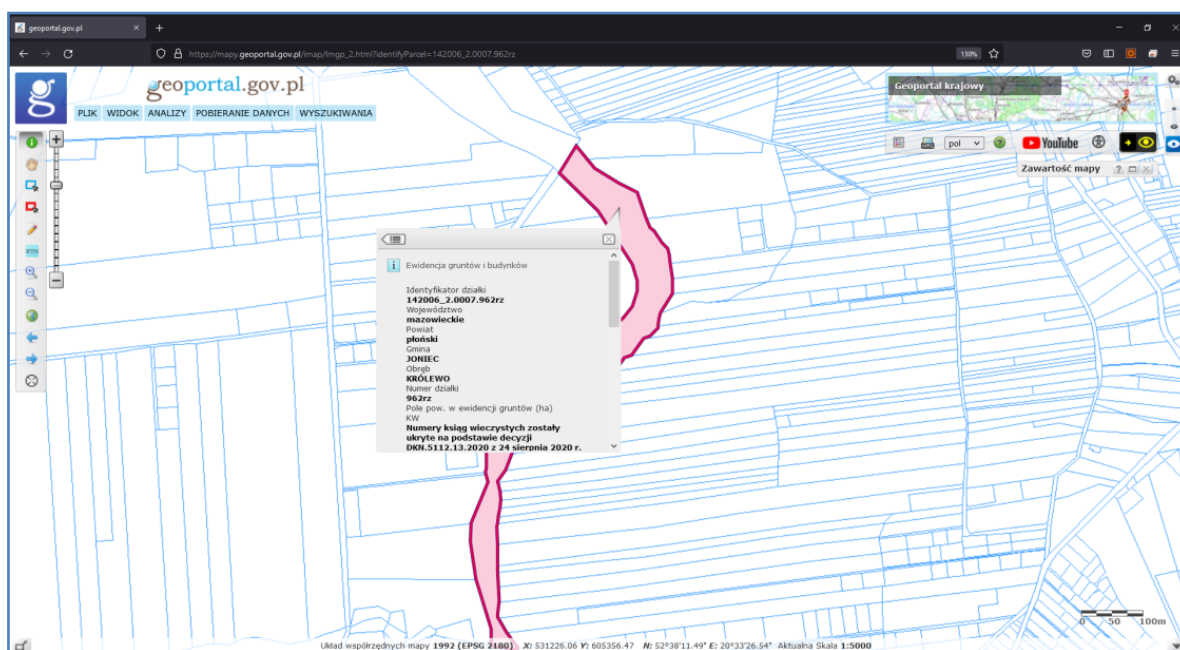 geoportal.gov.pl
https://mapy.geoportal.gov.pl/imap/Imgp_2.html?identifyParcel=142006_2.0007.962rz
130%
geoportal.gov.pl
PLIK WIDOK ANALIZY POBIERANIE DANYCH WYSZUKIWANIA
Geoportal krajowy
pol
YouTube
Zawartość mapy
Ewidencja gruntów i budynków
Identyfikator działki
142006_2.0007.962rz
Województwo
mazowieckie
Powiat
płoński
Gmina
JONIEC
Obręb
KRÓLEWO
Numer działki
962rz
Pole pow. w ewidencji gruntów (ha)
KW
Numery ksiąg wieczystych zostały
ukryte na podstawie decyzji
DKN.5112.13.2020 z 24 sierpnia 2020 r.
0 50 100m
Układ współrzędnych mapy 1992 (EPSG 2180) X: 531226.06 Y: 605356.47 N: 52°38'11.49" E: 20°33'26.54" Aktualna Skala 1:5000